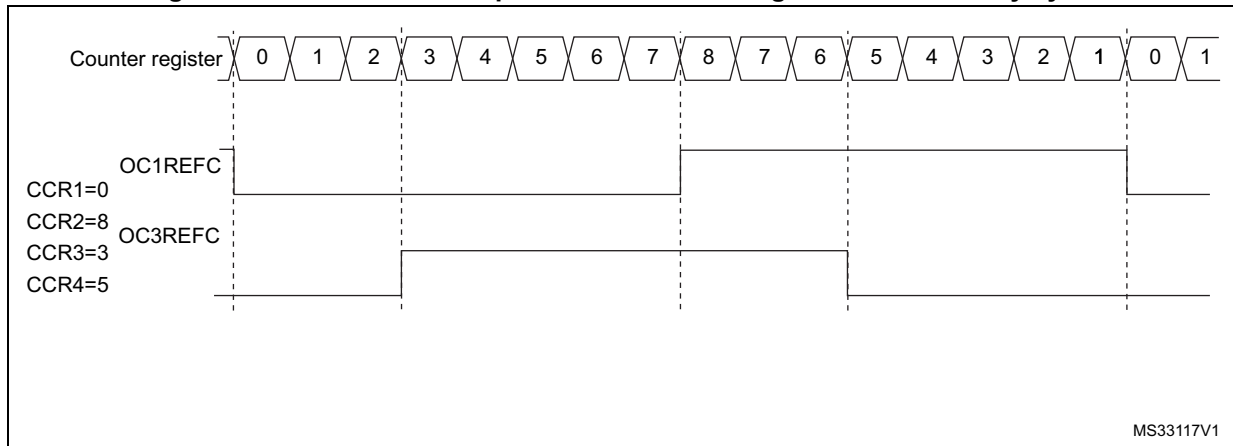 Counter register 0 1 2 3 4 5 6 7 8 7 6 5 4 3 2 1 0 1
OC1REFC
CCR1=0
CCR2=8
OC3REFC
CCR3=3
CCR4=5
MS33117V1